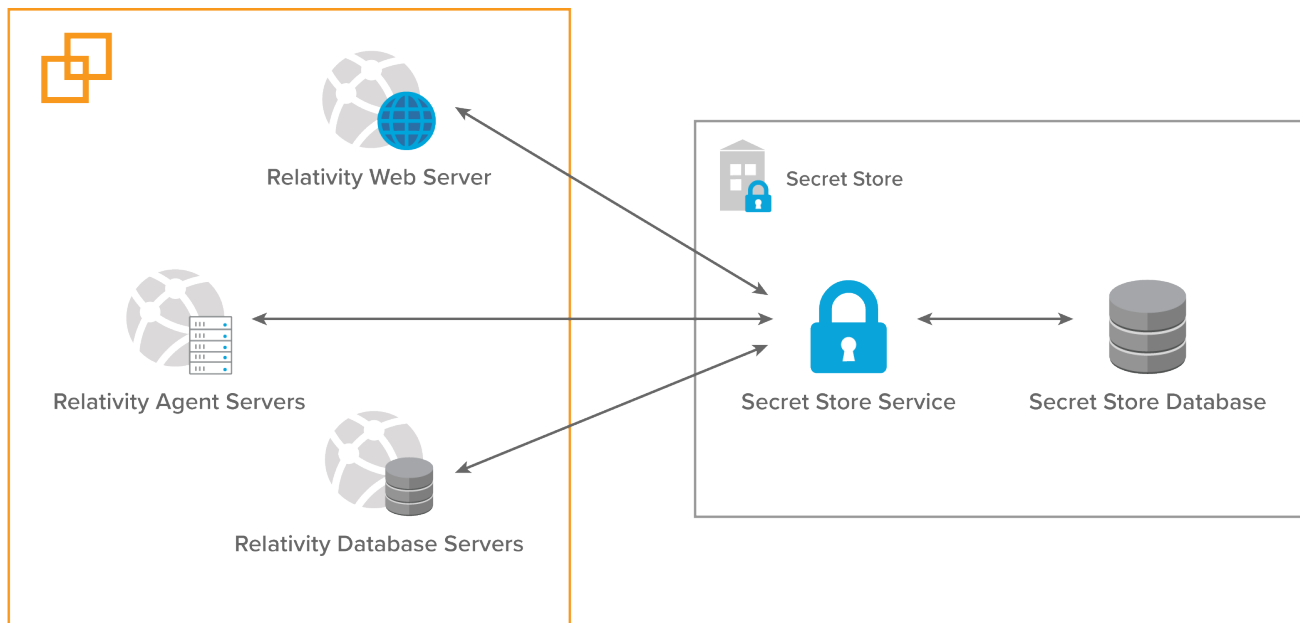 Relativity Web Server
Secret Store
Relativity Agent Servers
Secret Store Service
Secret Store Database
Relativity Database Servers